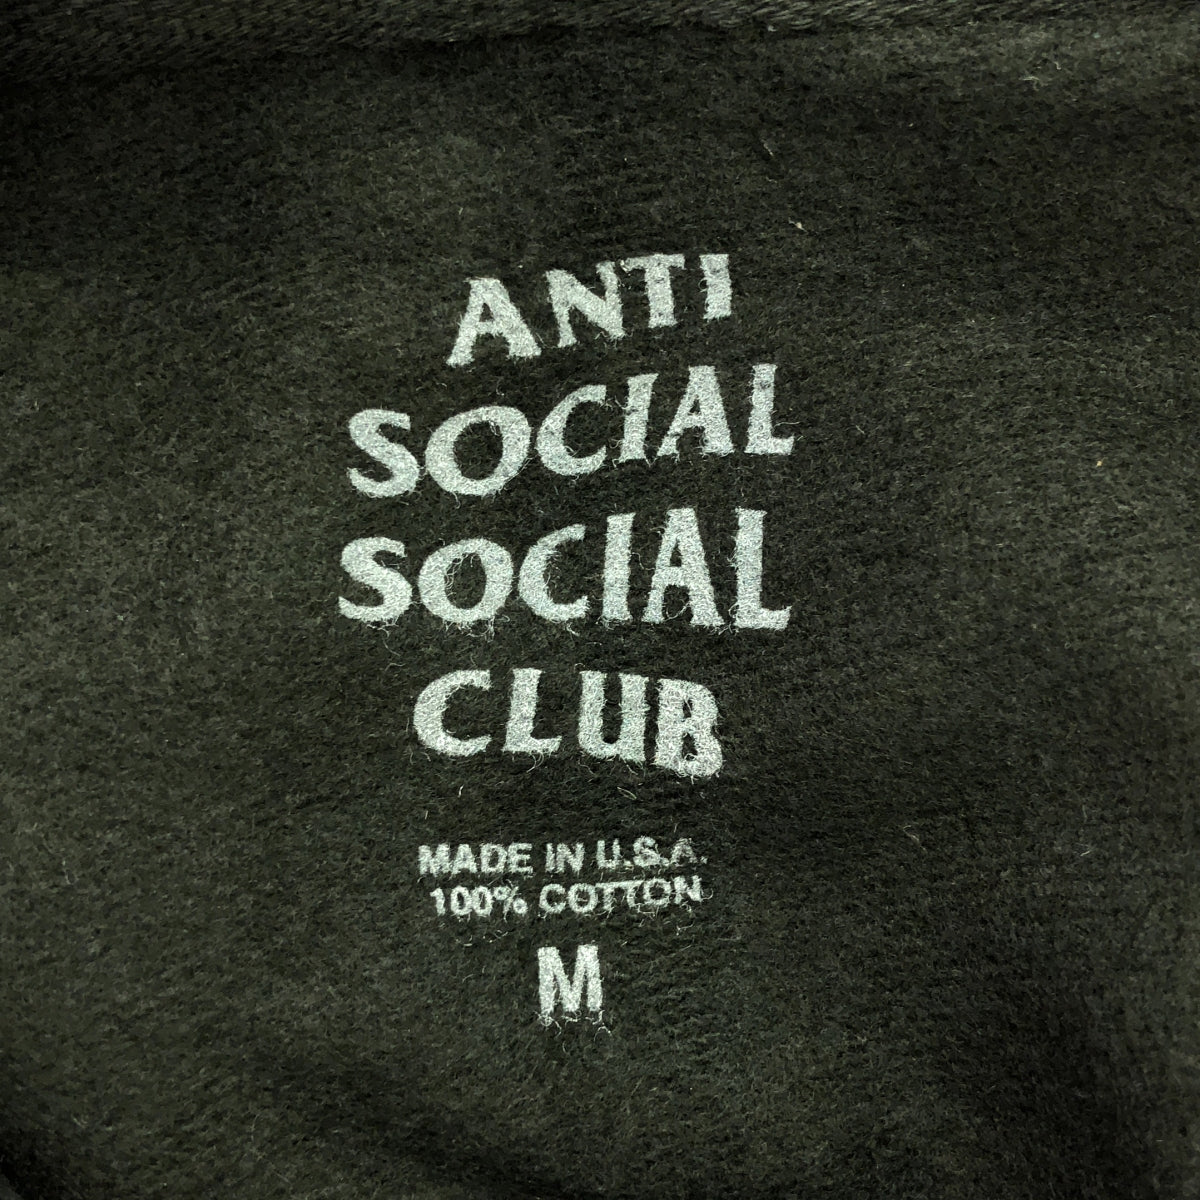 ANTI
SOCIAL
SOCIAL
CLUB
MADE IN U.S.A.
100% COTTON
M